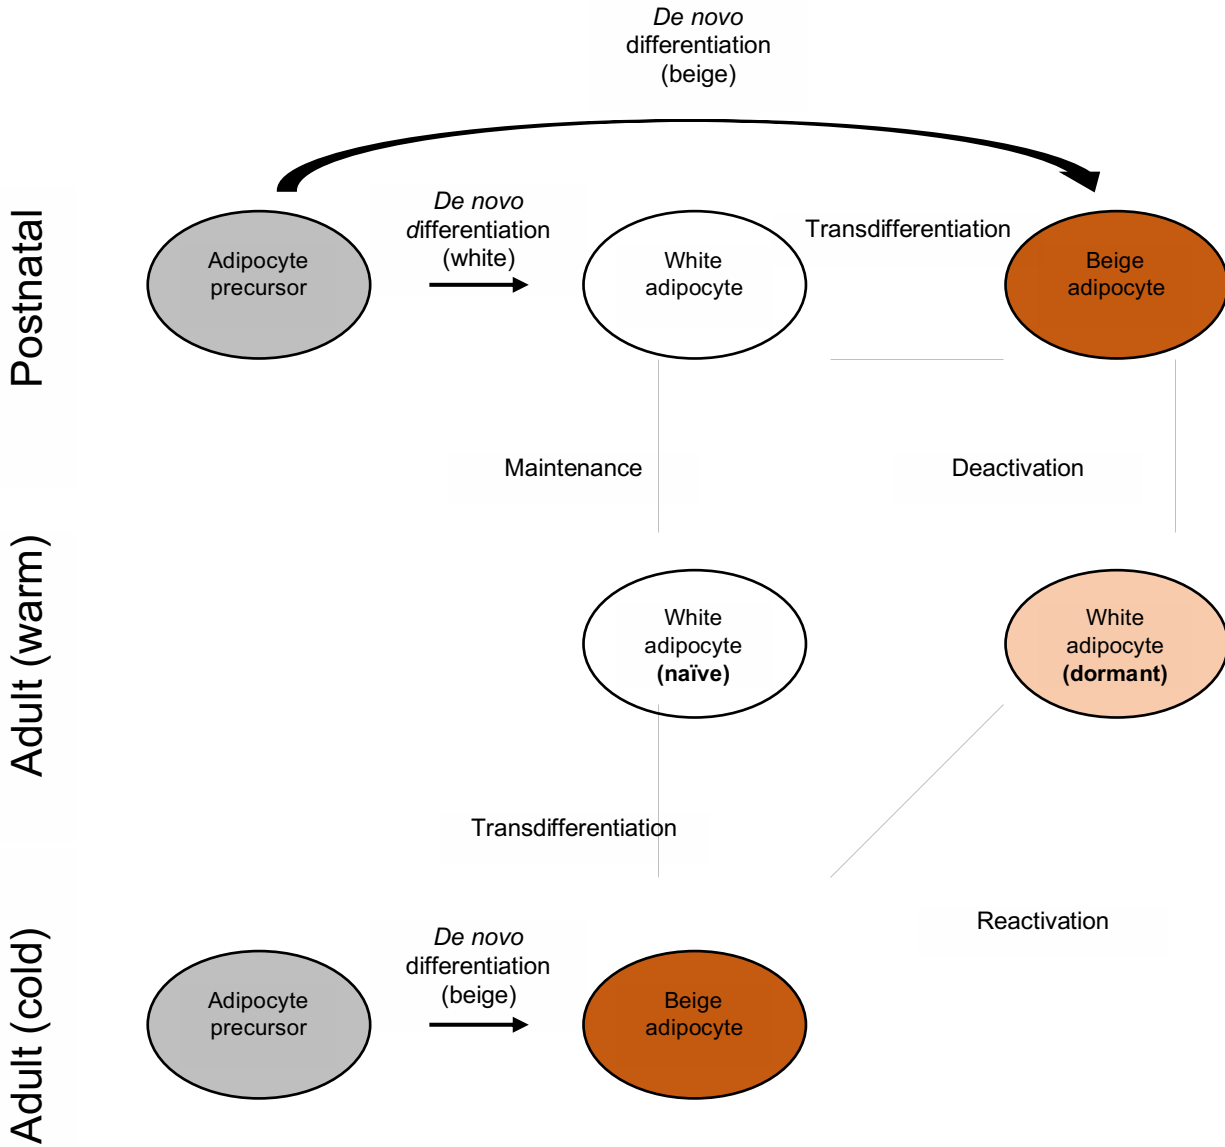 De novo
differentiation
(beige)
Postnatal
Adipocyte
precursor
De novo
differentiation
(white)
White
adipocyte
Transdifferentiation
Beige
adipocyte
Maintenance
Deactivation
Adult (warm)
White
adipocyte
(naïve)
White
adipocyte
(dormant)
Transdifferentiation
Reactivation
Adult (cold)
Adipocyte
precursor
De novo
differentiation
(beige)
Beige
adipocyte